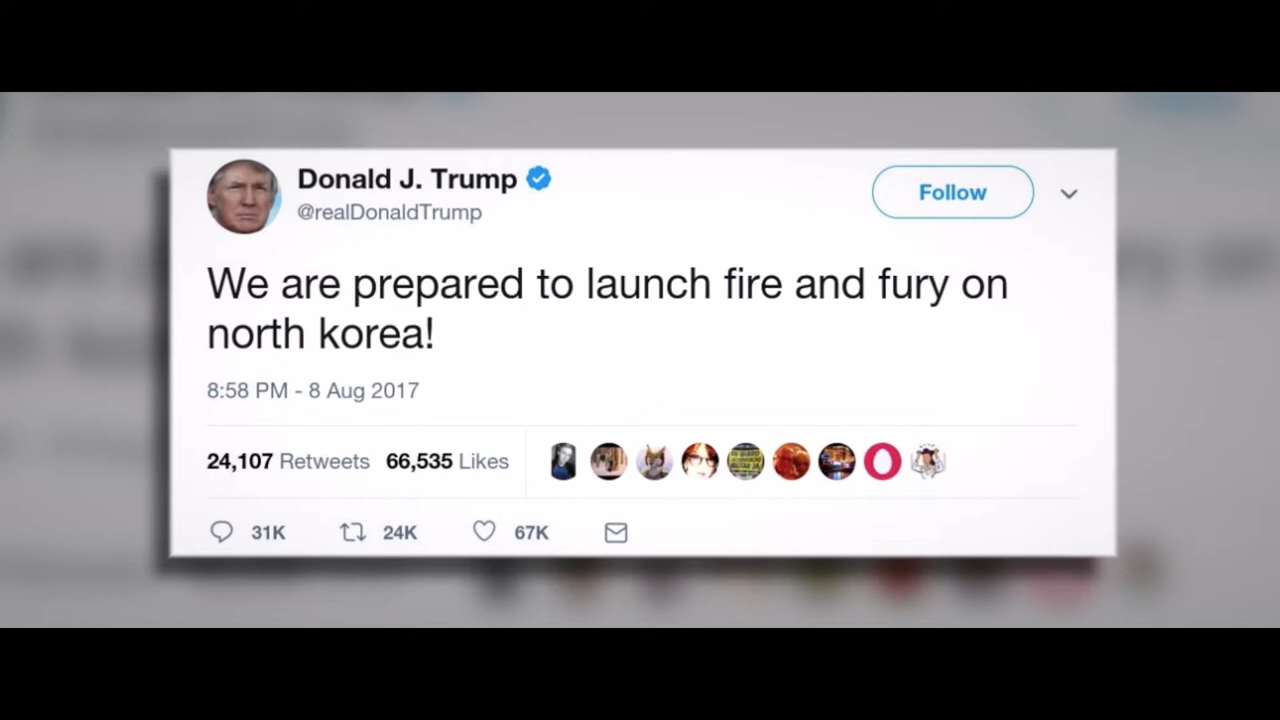 Donald J. Trump
@realDonaldTrump
Follow
We are prepared to launch fire and fury on
north korea!
8:58 PM - 8 Aug 2017
24,107 Retweets 66,535 Likes
31K 24K 67K